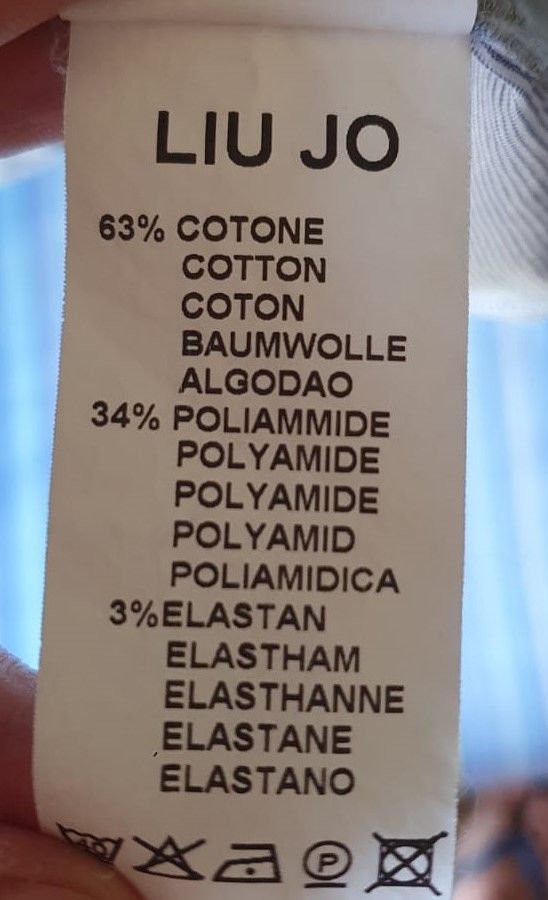 LIU JO
63% COTONE
COTTON
COTON
BAUMWOLLE
ALGODAO
34% POLIAMMIDE
POLYAMIDE
POLYAMIDE
POLYAMID
POLIAMIDICA
3%ELASTAN
ELASTHAM
ELASTHANNE
ELASTANE
ELASTANO
40 P